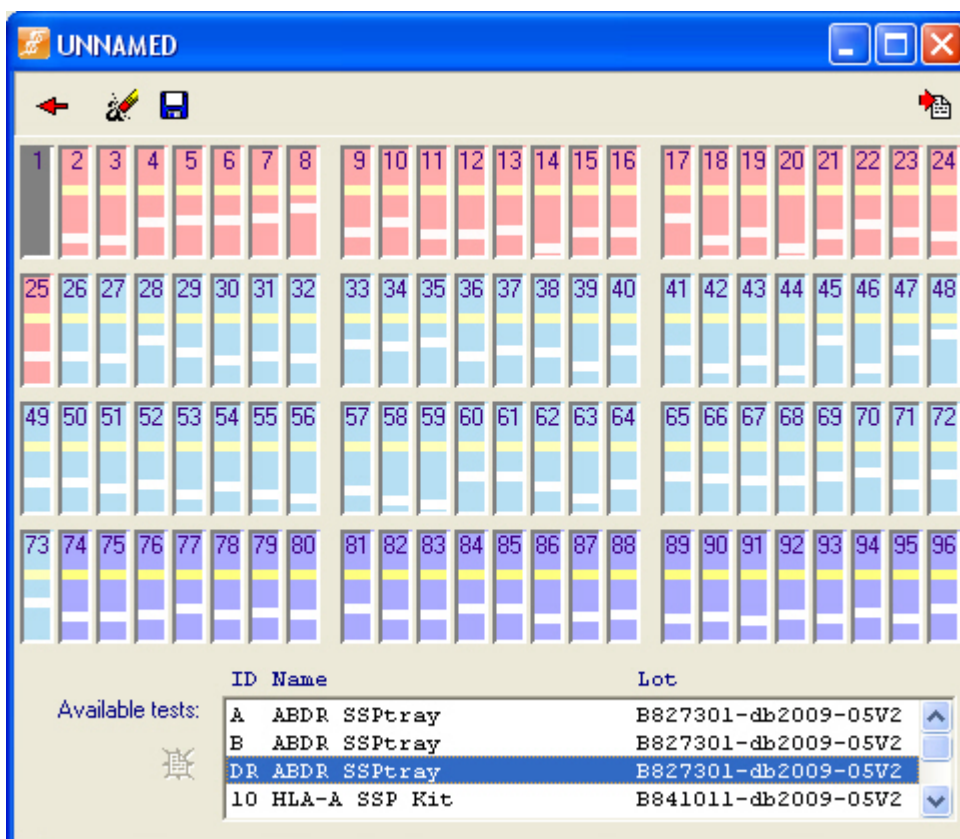 UNNAMED
1 2 3 4 5 6 7 8 9 10 11 12 13 14 15 16 17 18 19 20 21 22 23 24
25 26 27 28 29 30 31 32 33 34 35 36 37 38 39 40 41 42 43 44 45 46 47 48
49 50 51 52 53 54 55 56 57 58 59 60 61 62 63 64 65 66 67 68 69 70 71 72
73 74 75 76 77 78 79 80 81 82 83 84 85 86 87 88 89 90 91 92 93 94 95 96
ID Name Lot
Available tests:
A ABDR SSPtray B827301-db2009-05V2
B ABDR SSPtray B827301-db2009-05V2
DR ABDR SSPtray B827301-db2009-05V2
10 HLA-A SSP Kit B841011-db2009-05V2